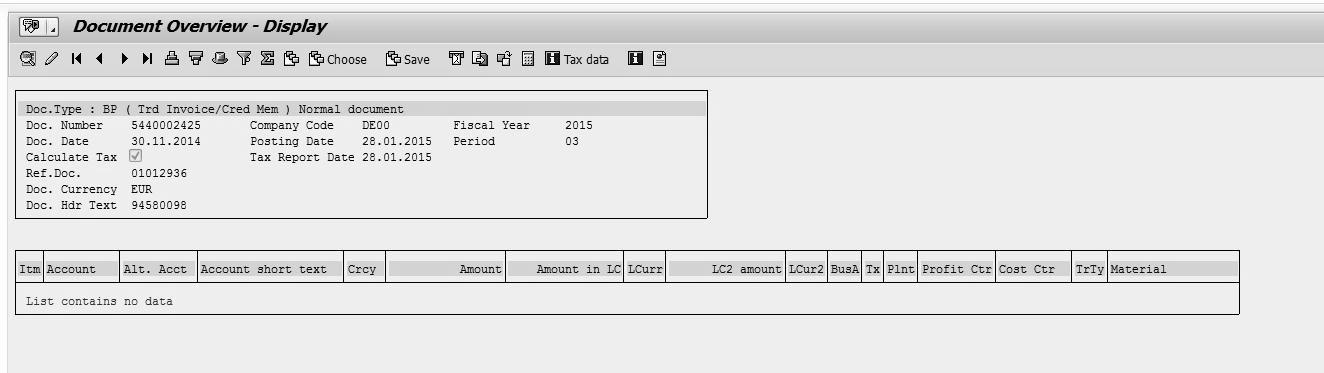 Document Overview - Display
Choose Save Tax data
Doc.Type : BP ( Trd Invoice/Cred Mem ) Normal document
Doc. Number 5440002425 Company Code DE00 Fiscal Year 2015
Doc. Date 30.11.2014 Posting Date 28.01.2015 Period 03
Calculate Tax Tax Report Date 28.01.2015
Ref.Doc. 01012936
Doc. Currency EUR
Doc. Hdr Text 94580098
Itm Account Alt. Acct Account short text Crcy Amount Amount in LC LCurr LC2 amount LCur2 BusA Tx Plnt Profit Ctr Cost Ctr TrTy Material
List contains no data